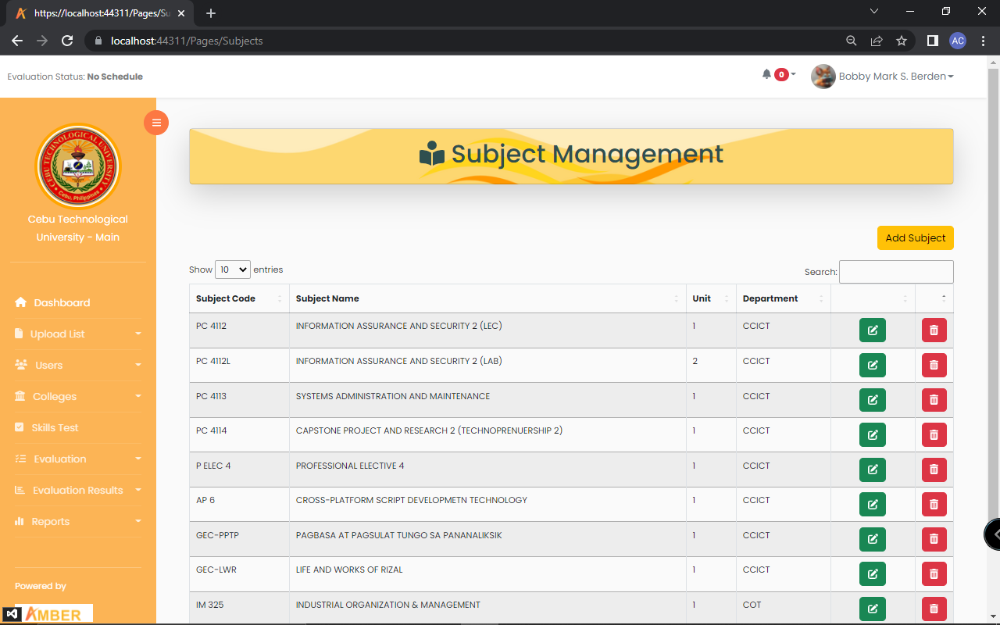 https://localhost:44311/Pages/Su
localhost:44311/Pages/Subjects
AC
Evaluation Status: No Schedule
0
Bobby Mark S. Berden
CEBU TECHNOLOGICAL UNIVERSITY
Cebu, Philippines
Cebu Technological
University - Main
Dashboard
Upload List
Users
Colleges
Skills Test
Evaluation
Evaluation Results
Reports
Powered by
AMBER
Subject Management
Add Subject
Show 10 entries
Search:
Subject Code Subject Name Unit Department
PC 4112 INFORMATION ASSURANCE AND SECURITY 2 (LEC) 1 CCICT
PC 4112L INFORMATION ASSURANCE AND SECURITY 2 (LAB) 2 CCICT
PC 4113 SYSTEMS ADMINISTRATION AND MAINTENANCE 1 CCICT
PC 4114 CAPSTONE PROJECT AND RESEARCH 2 (TECHNOPRENUERSHIP 2) 1 CCICT
P ELEC 4 PROFESSIONAL ELECTIVE 4 1 CCICT
AP 6 CROSS-PLATFORM SCRIPT DEVELOPMETN TECHNOLOGY 1 CCICT
GEC-PPTP PAGBASA AT PAGSULAT TUNGO SA PANANALIKSIK 1 CCICT
GEC-LWR LIFE AND WORKS OF RIZAL 1 CCICT
IM 325 INDUSTRIAL ORGANIZATION & MANAGEMENT 1 COT